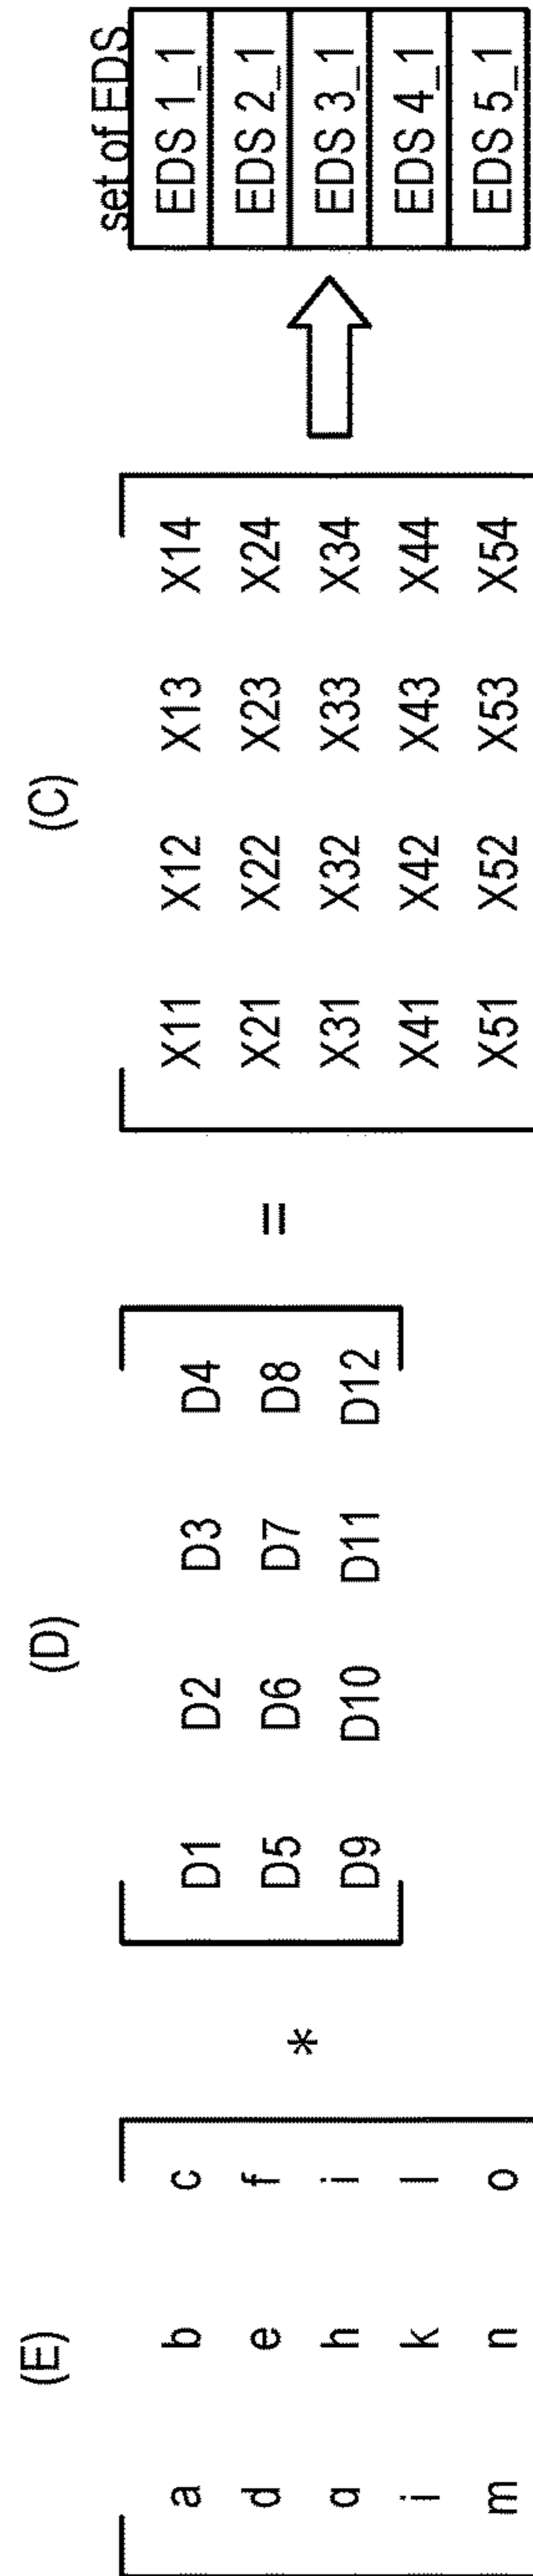 (E) (D) (C) set of EDS
a b c D1 D2 D3 D4 X11 X12 X13 X14 EDS 1_1
d e f * D5 D6 D7 D8 = X21 X22 X23 X24 EDS 2_1
g h i D9 D10 D11 D12 X31 X32 X33 X34 EDS 3_1
j k l X41 X42 X43 X44 EDS 4_1
m n o X51 X52 X53 X54 EDS 5_1